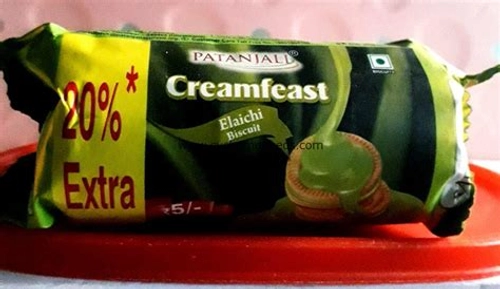 PATANJALI®
Creamfeast
Elaichi
Biscuit
20%*
Extra
₹5/-